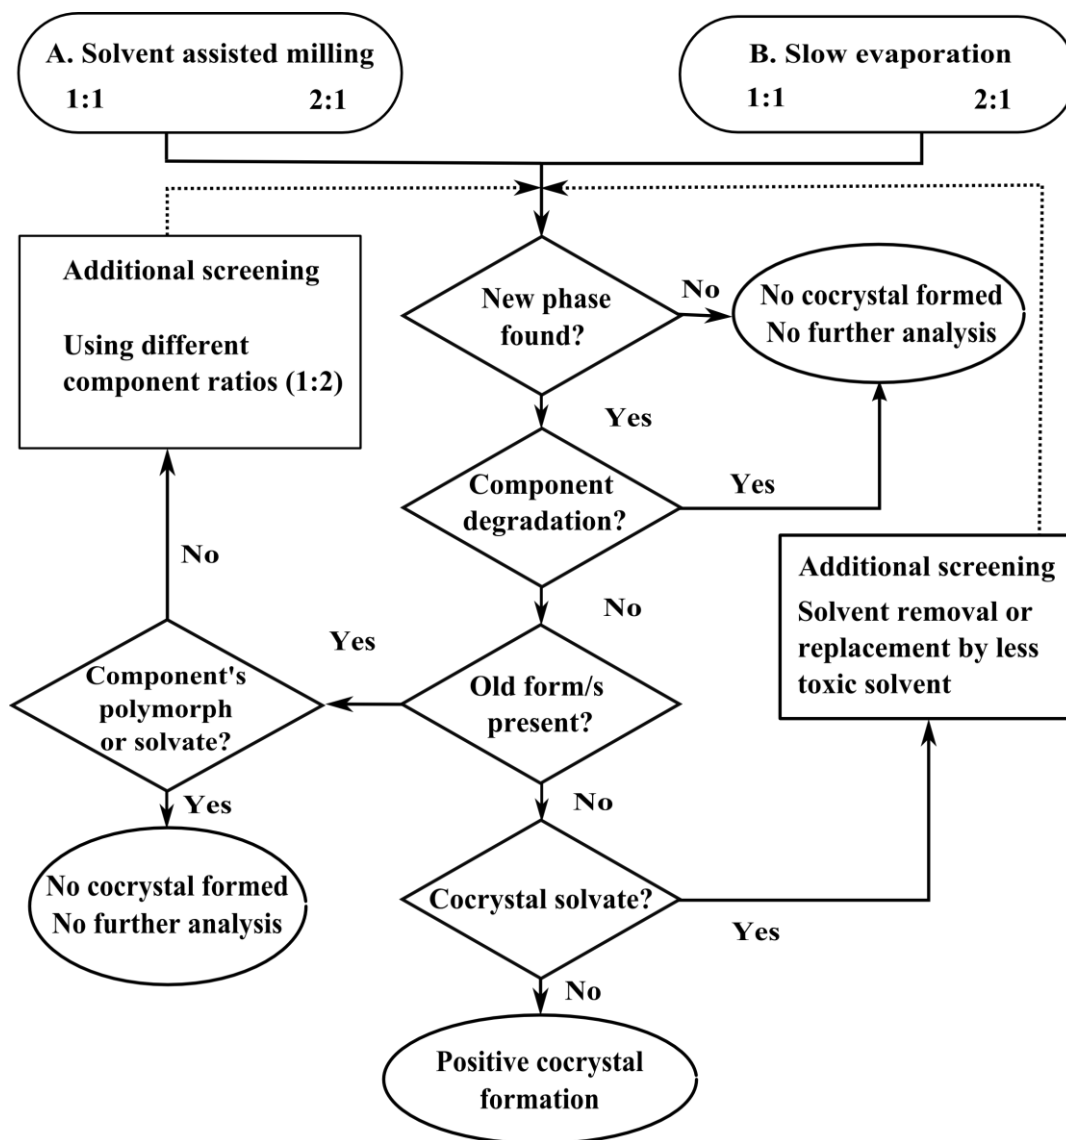 A. Solvent assisted milling
1:1 2:1
B. Slow evaporation
1:1 2:1
Additional screening
Using different
component ratios (1:2)
New phase
found?
No
No cocrystal formed
No further analysis
Yes
Component
degradation?
Yes
No
No
Additional screening
Solvent removal or
replacement by less
toxic solvent
Component's
polymorph
or solvate?
Yes
Old form/s
present?
Yes
No
No cocrystal formed
No further analysis
Cocrystal solvate?
Yes
No
Positive cocrystal
formation